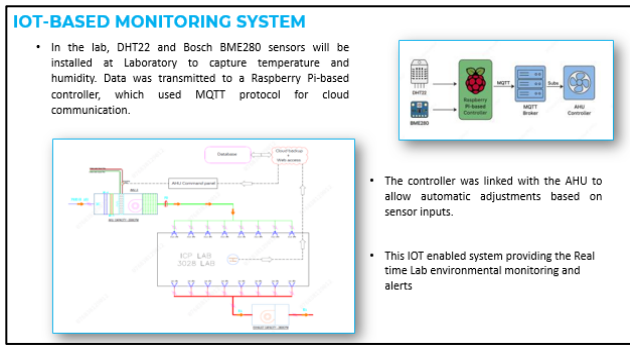 IOT-BASED MONITORING SYSTEM
• In the lab, DHT22 and Bosch BME280 sensors will be
installed at Laboratory to capture temperature and
humidity. Data was transmitted to a Raspberry Pi-based
controller, which used MQTT protocol for cloud
communication.
DHT22
BME280
Raspberry
Pi-based
Controller
MQTT
MQTT
Broker
Subs
AHU
Controller
Database
Cloud backup
+
Web access
AHU Command panel
ICP LAB
3028 LAB
• The controller was linked with the AHU to
allow automatic adjustments based on
sensor inputs.
• This IOT enabled system providing the Real
time Lab environmental monitoring and
alerts